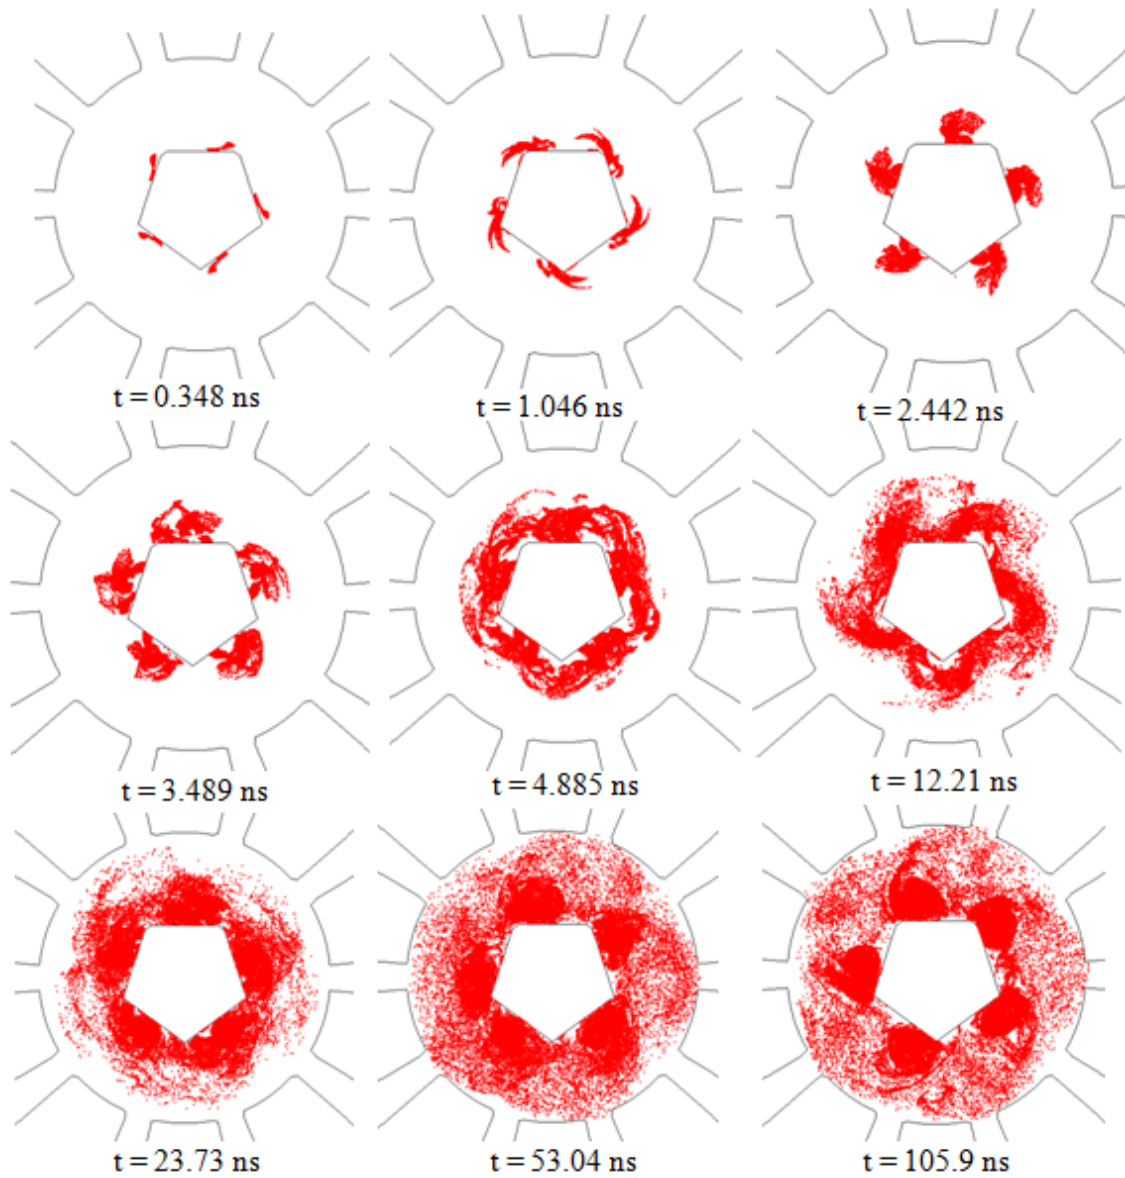 t = 0.348 ns
t = 1.046 ns
t = 2.442 ns
t = 3.489 ns
t = 4.885 ns
t = 12.21 ns
t = 23.73 ns
t = 53.04 ns
t = 105.9 ns